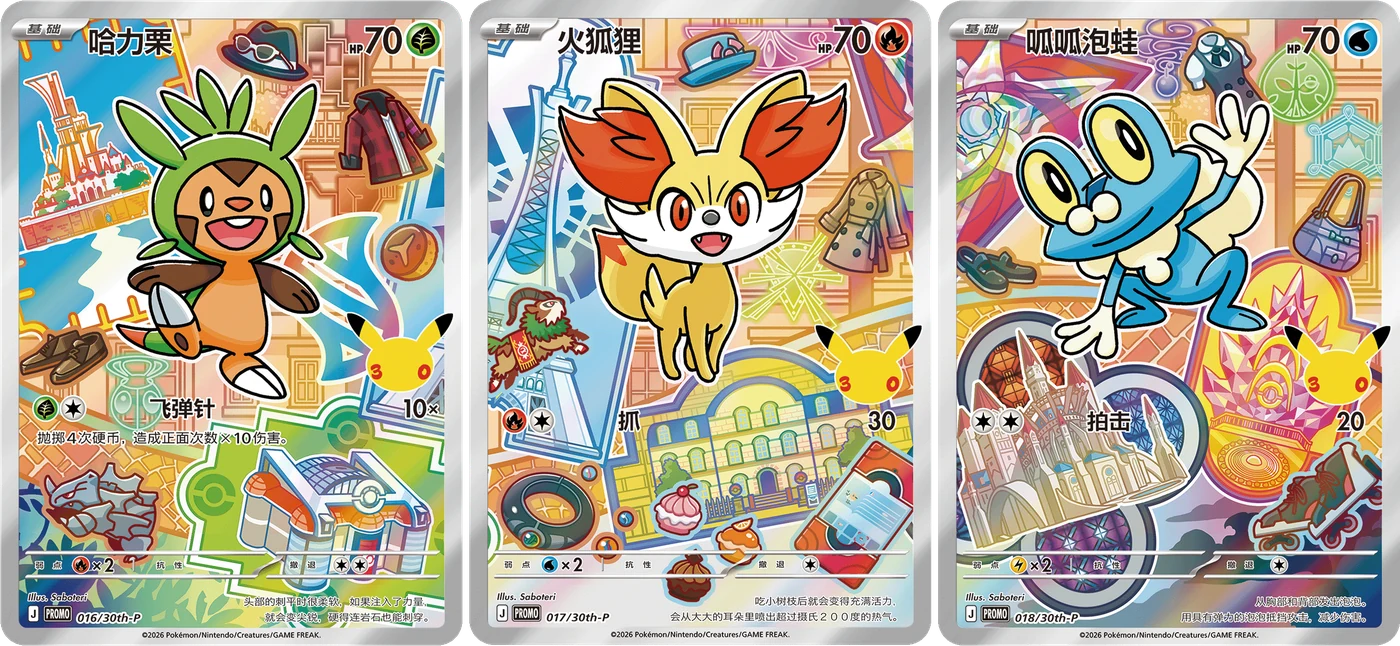 基础
哈力栗
HP70
飞弹针
10×
抛掷4次硬币，造成正面次数×10伤害。
弱点 ×2 抗性 撤退
Illus. Saboteri
头部的刺平时很柔软，如果注入了力量，
就会变尖锐，硬得连岩石也能刺穿。
J PROMO 016/30th-P
©2026 Pokémon/Nintendo/Creatures/GAME FREAK.
基础
火狐狸
HP70
30
抓
30
弱点 ×2 抗性 撤退
Illus. Saboteri
吃小树枝后就会变得充满活力，
会从大大的耳朵里喷出超过摄氏２００度的热气。
J PROMO 017/30th-P
©2026 Pokémon/Nintendo/Creatures/GAME FREAK.
基础
呱呱泡蛙
HP70
30
拍击
20
弱点 ×2 抗性 撤退
Illus. Saboteri
从胸部和背部发出泡泡。
用具有弹力的泡泡抵挡攻击，减少伤害。
J PROMO 018/30th-P
©2026 Pokémon/Nintendo/Creatures/GAME FREAK.